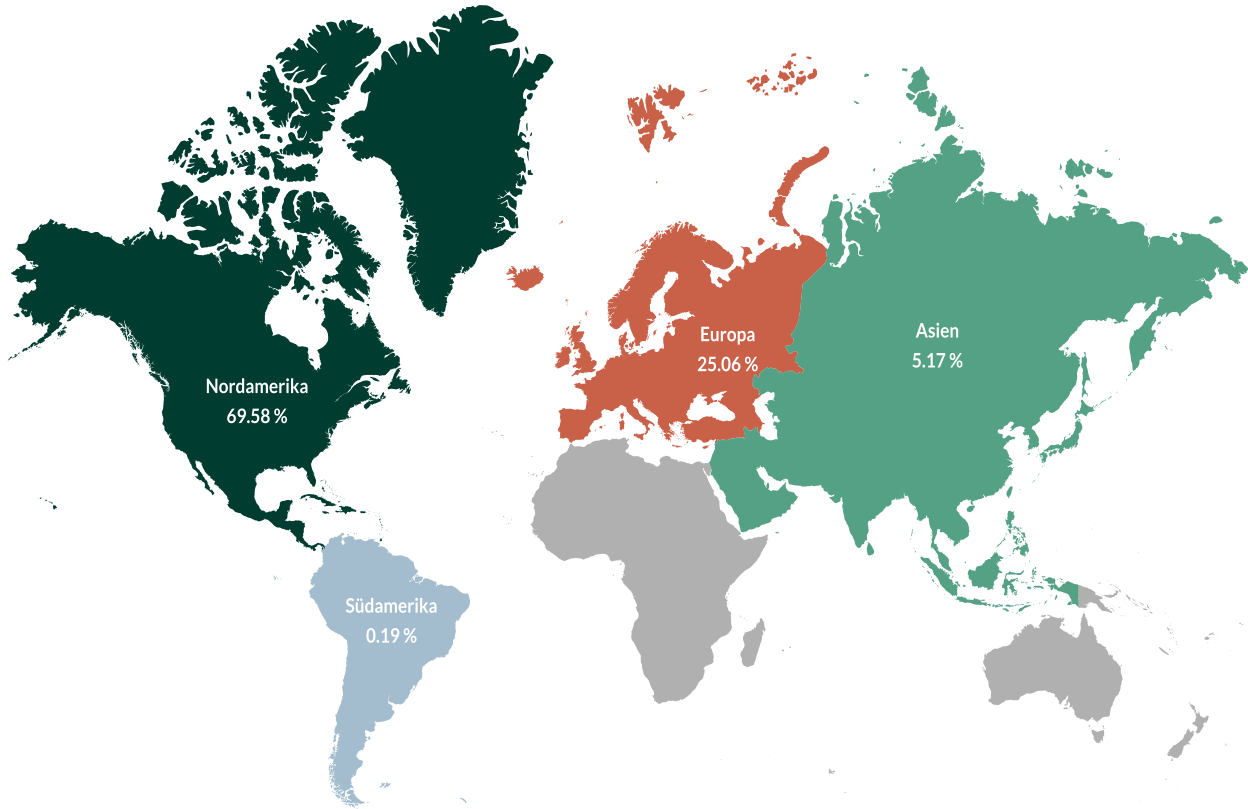 Nordamerika
69.58 %
Europa
25.06 %
Asien
5.17 %
Südamerika
0.19 %